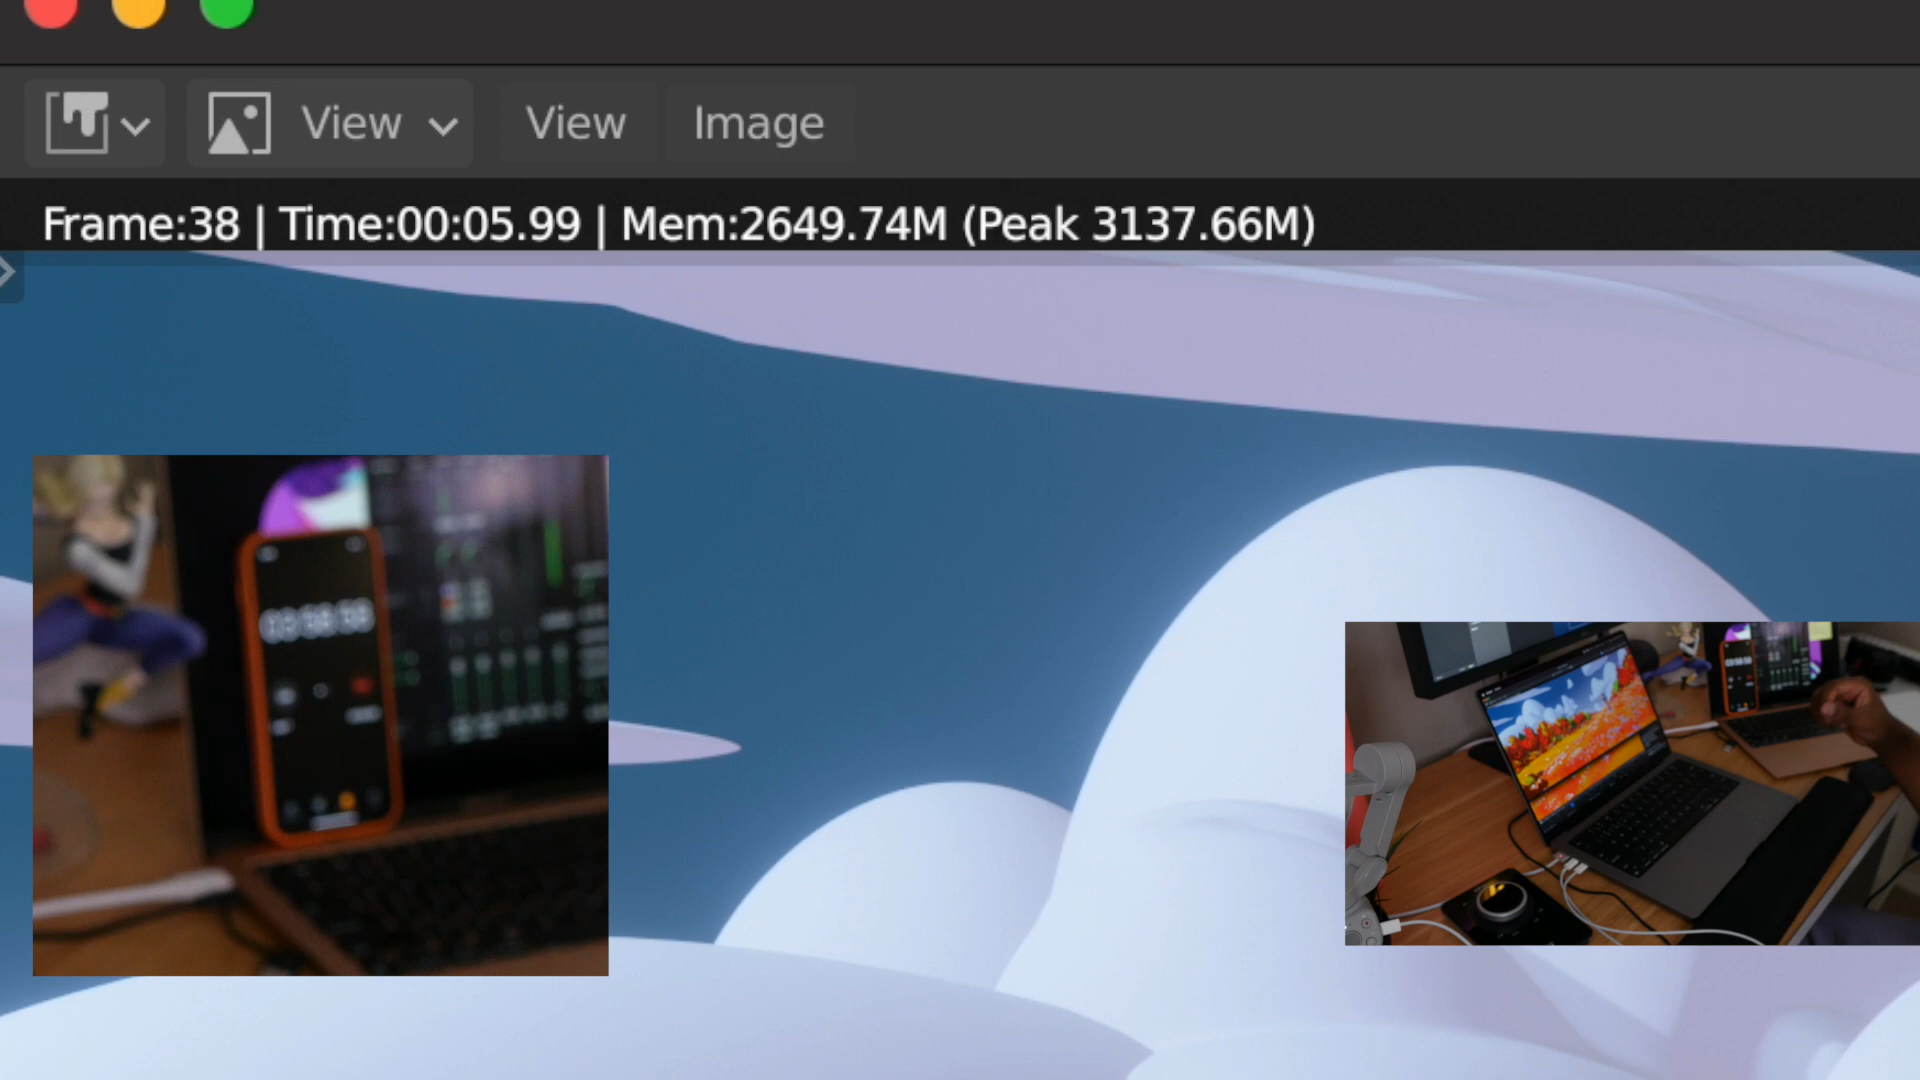 View View Image
Frame:38 | Time:00:05.99 | Mem:2649.74M (Peak 3137.66M)